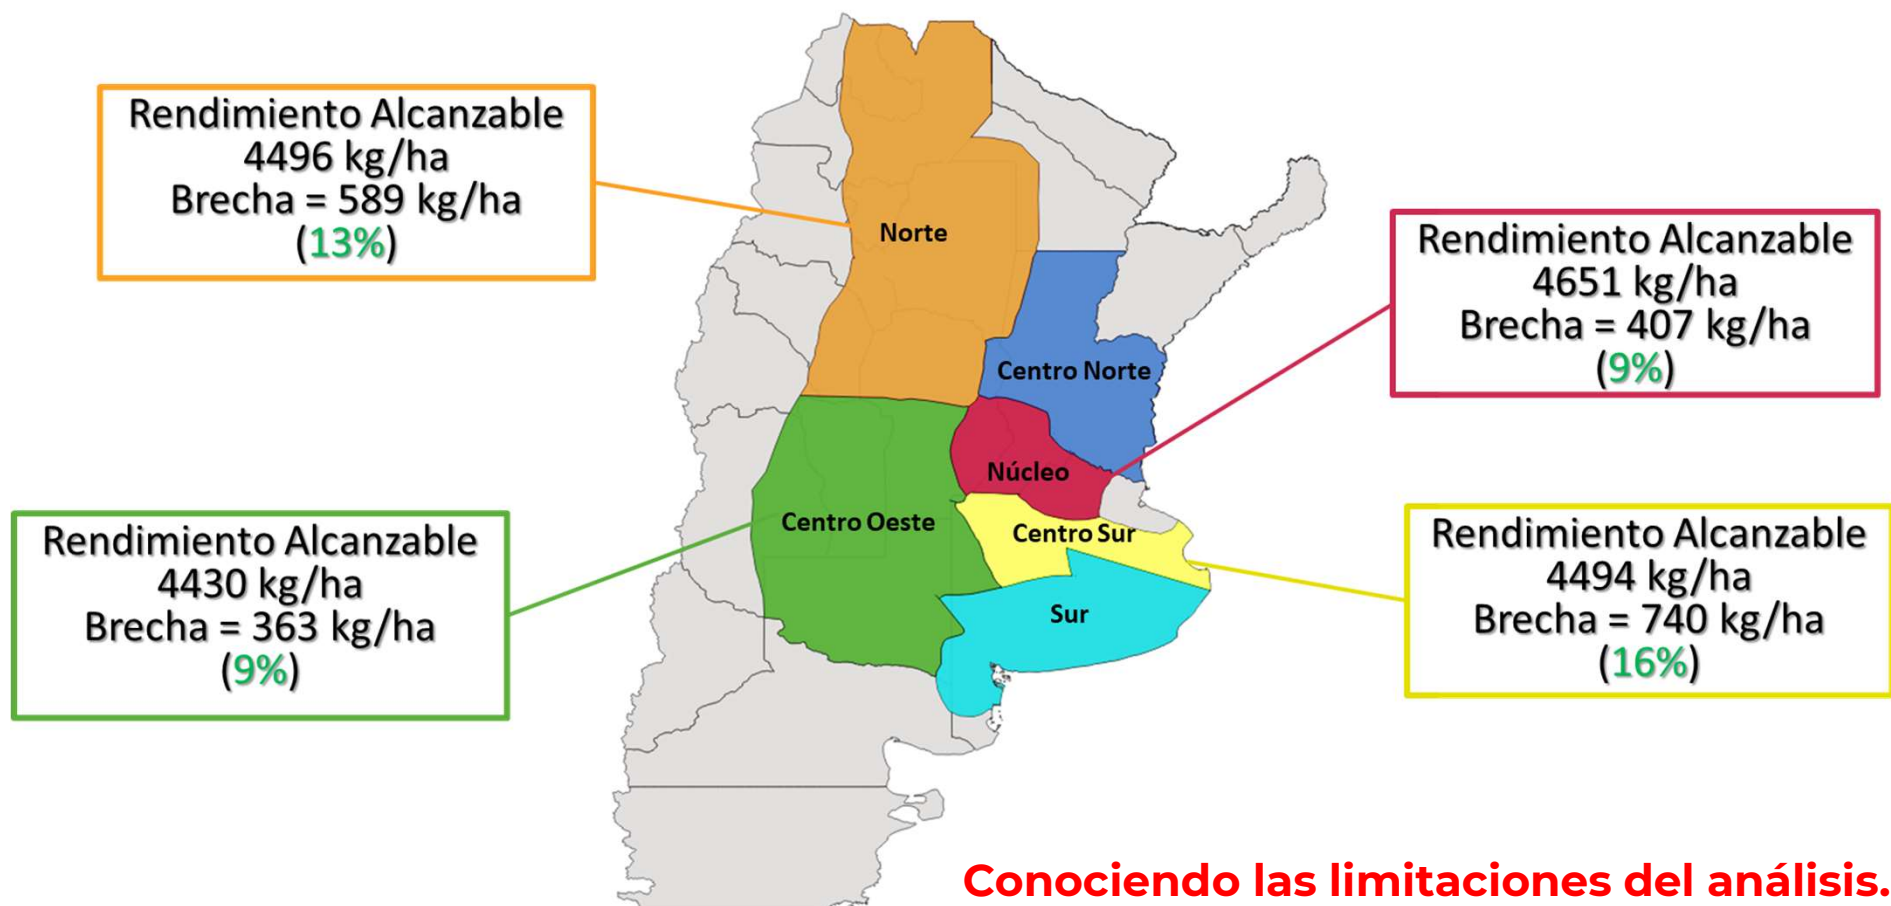 Rendimiento Alcanzable
4496 kg/ha
Brecha = 589 kg/ha
(13%)
Norte
Rendimiento Alcanzable
4651 kg/ha
Brecha = 407 kg/ha
(9%)
Centro Norte
Núcleo
Centro Oeste
Centro Sur
Sur
Rendimiento Alcanzable
4430 kg/ha
Brecha = 363 kg/ha
(9%)
Rendimiento Alcanzable
4494 kg/ha
Brecha = 740 kg/ha
(16%)
Conociendo las limitaciones del análisis.